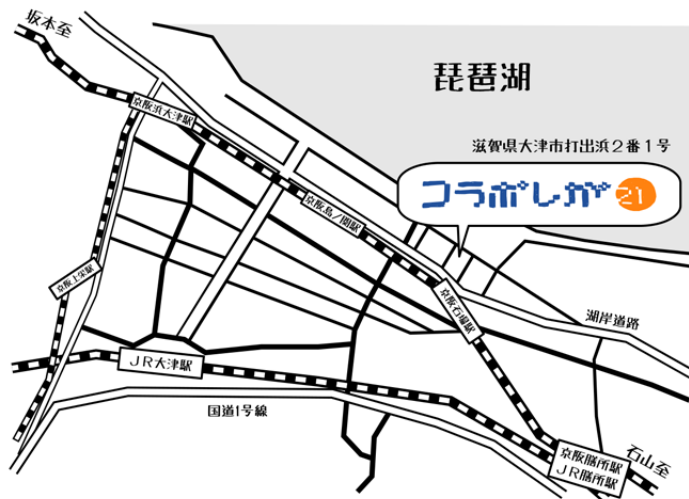 坂本至
琵琶湖
京阪浜大津駅
滋賀県大津市打出浜2番1号
コラボしが21
京阪島ノ関駅
京阪上栄駅
京阪石場駅
湖岸道路
JR大津駅
国道1号線
京阪膳所駅
JR膳所駅
石山至